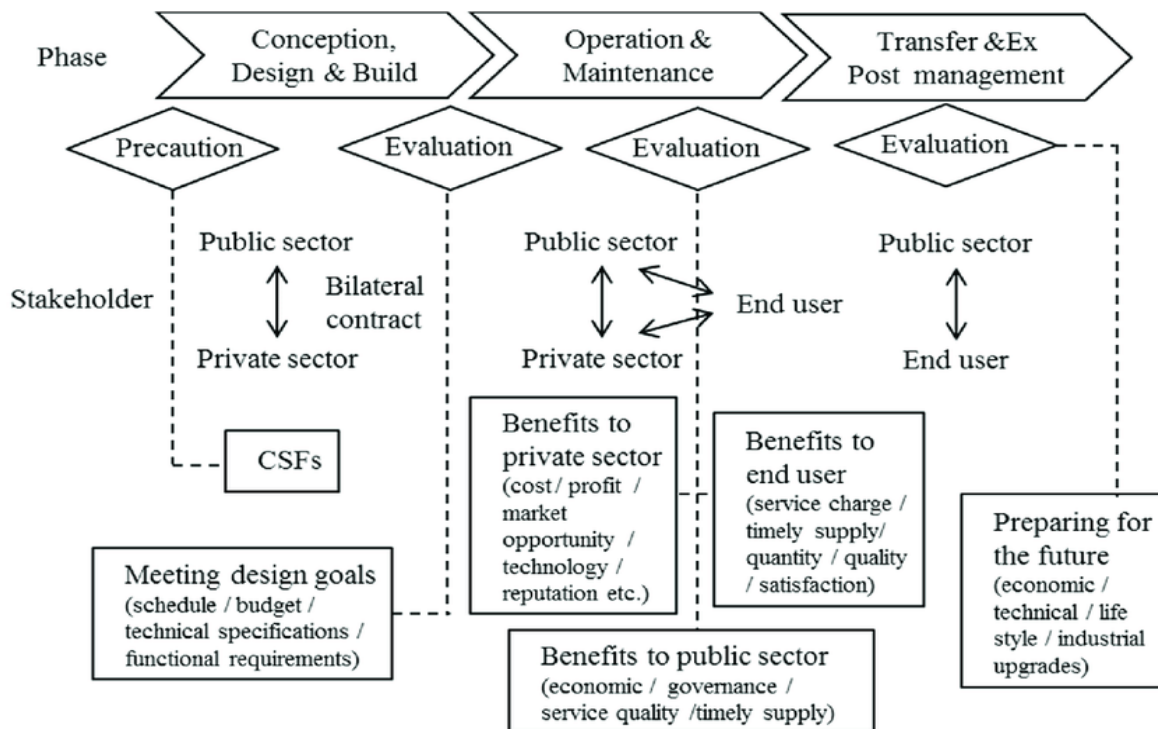 Phase
Conception,
Design & Build
Operation &
Maintenance
Transfer &Ex
Post management
Precaution
Evaluation
Evaluation
Evaluation
Stakeholder
Public sector
Bilateral
contract
Private sector
Public sector
End user
Private sector
Public sector
End user
CSFs
Meeting design goals
(schedule / budget /
technical specifications /
functional requirements)
Benefits to
private sector
(cost / profit /
market
opportunity /
technology /
reputation etc.)
Benefits to
end user
(service charge /
timely supply/
quantity / quality
/ satisfaction)
Benefits to public sector
(economic / governance /
service quality /timely supply)
Preparing for
the future
(economic /
technical / life
style / industrial
upgrades)